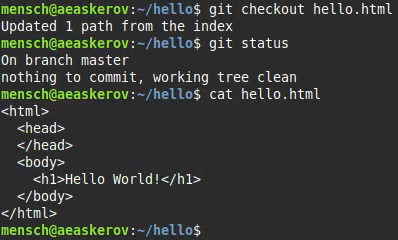 mensch@aeaskerov:~/hello$ git checkout hello.html
Updated 1 path from the index
mensch@aeaskerov:~/hello$ git status
On branch master
nothing to commit, working tree clean
mensch@aeaskerov:~/hello$ cat hello.html
<html>
  <head>
  </head>
  <body>
    <h1>Hello World!</h1>
  </body>
</html>
mensch@aeaskerov:~/hello$